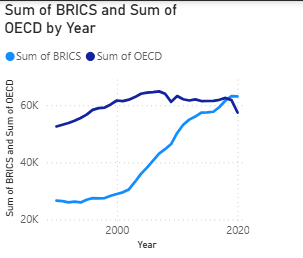 Sum of BRICS and Sum of
OECD by Year
Sum of BRICS Sum of OECD
Sum of BRICS and Sum of OECD
60K
40K
20K
2000 2020
Year